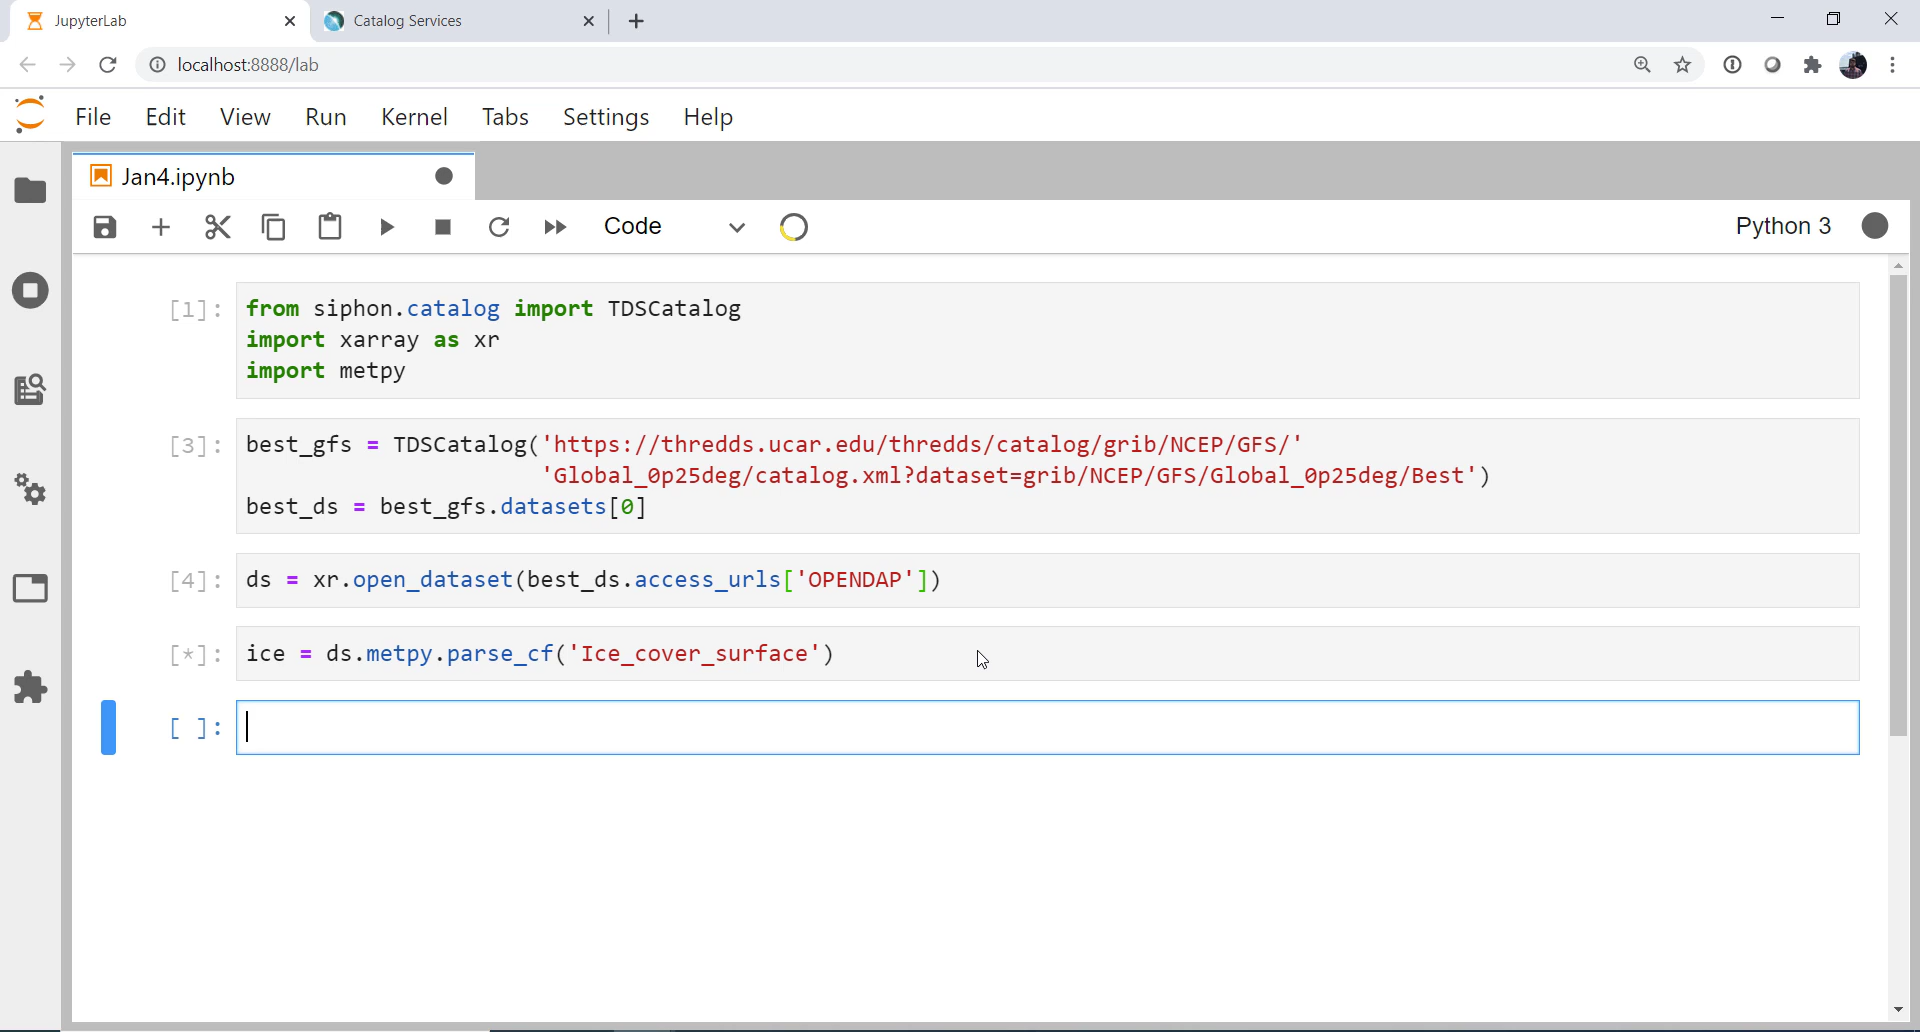 JupyterLab
Catalog Services
localhost:8888/lab
File Edit View Run Kernel Tabs Settings Help
Jan4.ipynb
Code
Python 3
[1]: from siphon.catalog import TDSCatalog
import xarray as xr
import metpy
[3]: best_gfs = TDSCatalog('https://thredds.ucar.edu/thredds/catalog/grib/NCEP/GFS/'
'Global_0p25deg/catalog.xml?dataset=grib/NCEP/GFS/Global_0p25deg/Best')
best_ds = best_gfs.datasets[0]
[4]: ds = xr.open_dataset(best_ds.access_urls['OPENDAP'])
[*]: ice = ds.metpy.parse_cf('Ice_cover_surface')
[ ]: